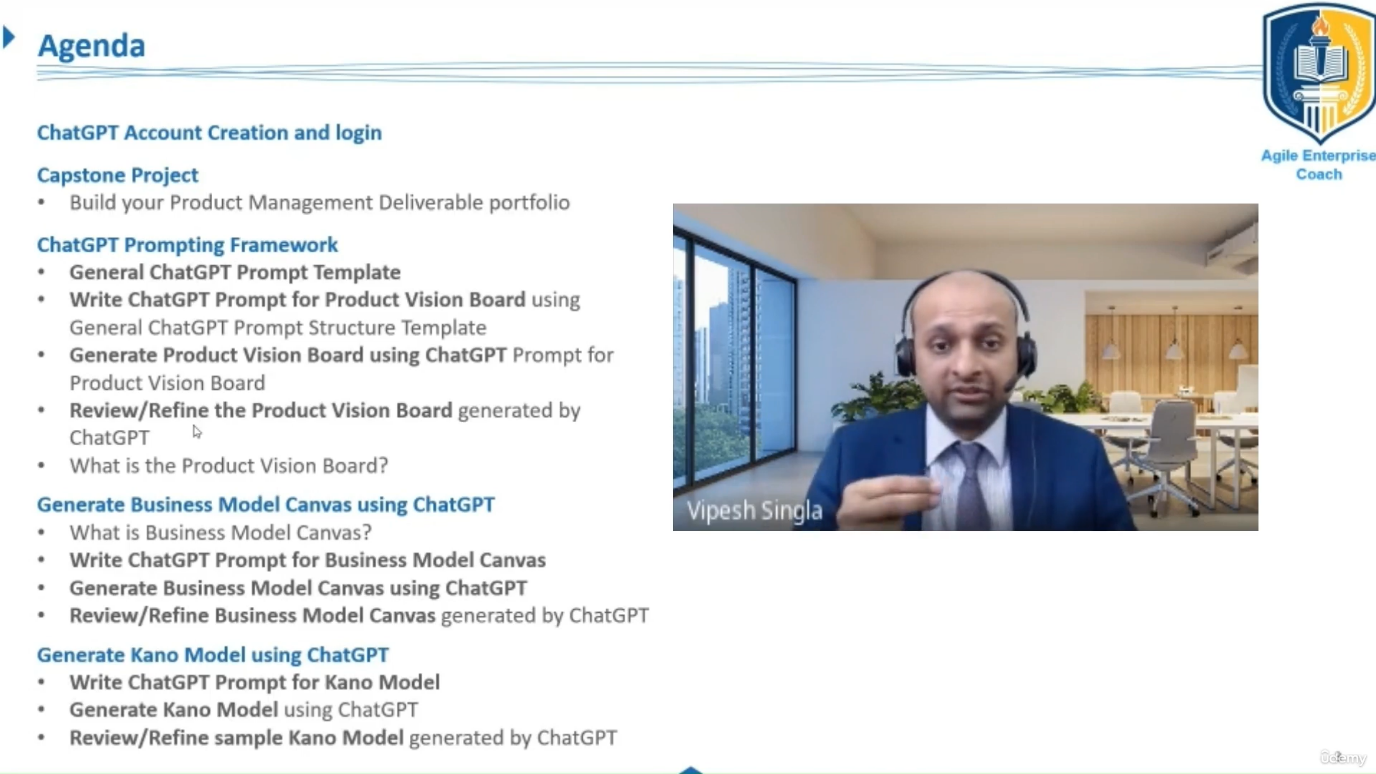 Agenda
Agile Enterprise
Coach
ChatGPT Account Creation and login
Capstone Project
• Build your Product Management Deliverable portfolio
ChatGPT Prompting Framework
• General ChatGPT Prompt Template
• Write ChatGPT Prompt for Product Vision Board using
General ChatGPT Prompt Structure Template
• Generate Product Vision Board using ChatGPT Prompt for
Product Vision Board
• Review/Refine the Product Vision Board generated by
ChatGPT
• What is the Product Vision Board?
Generate Business Model Canvas using ChatGPT
• What is Business Model Canvas?
• Write ChatGPT Prompt for Business Model Canvas
• Generate Business Model Canvas using ChatGPT
• Review/Refine Business Model Canvas generated by ChatGPT
Generate Kano Model using ChatGPT
• Write ChatGPT Prompt for Kano Model
• Generate Kano Model using ChatGPT
• Review/Refine sample Kano Model generated by ChatGPT
Vipesh Singla
Udemy